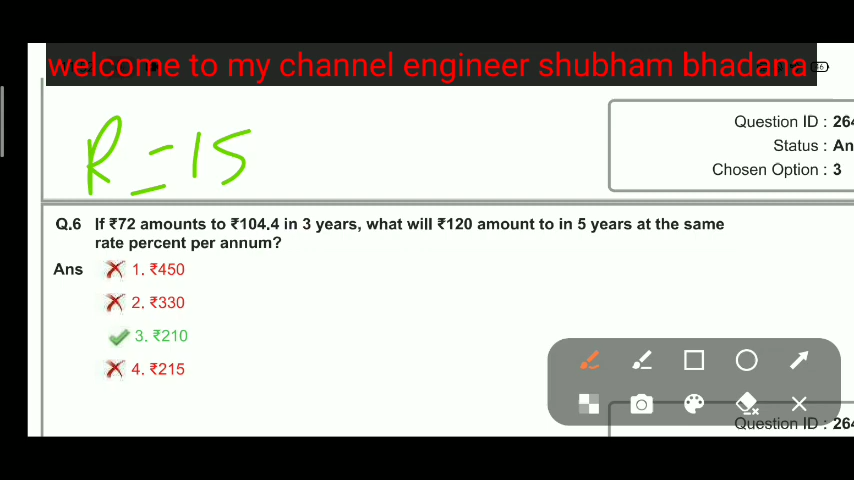 welcome to my channel engineer shubham bhadana
R = 15
Question ID : 264
Status : An
Chosen Option : 3
Q.6 If ₹72 amounts to ₹104.4 in 3 years, what will ₹120 amount to in 5 years at the same
rate percent per annum?
Ans 1. ₹450
2. ₹330
3. ₹210
4. ₹215
Question ID : 264